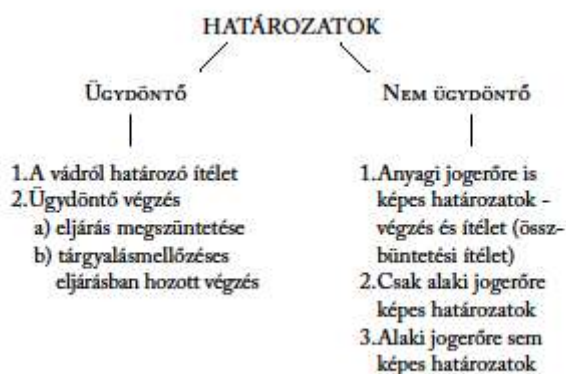 HATÁROZATOK
ÜGYDÖNTŐ
1.A vádról határozó ítélet
2.Ügydöntő végzés
a) eljárás megszüntetése
b) tárgyalásmellőzéses
eljárásban hozott végzés
NEM ÜGYDÖNTŐ
1.Anyagi jogerőre is
képes határozatok -
végzés és ítélet (össz-
büntetési ítélet)
2.Csak alaki jogerőre
képes határozatok
3.Alaki jogerőre sem
képes határozatok